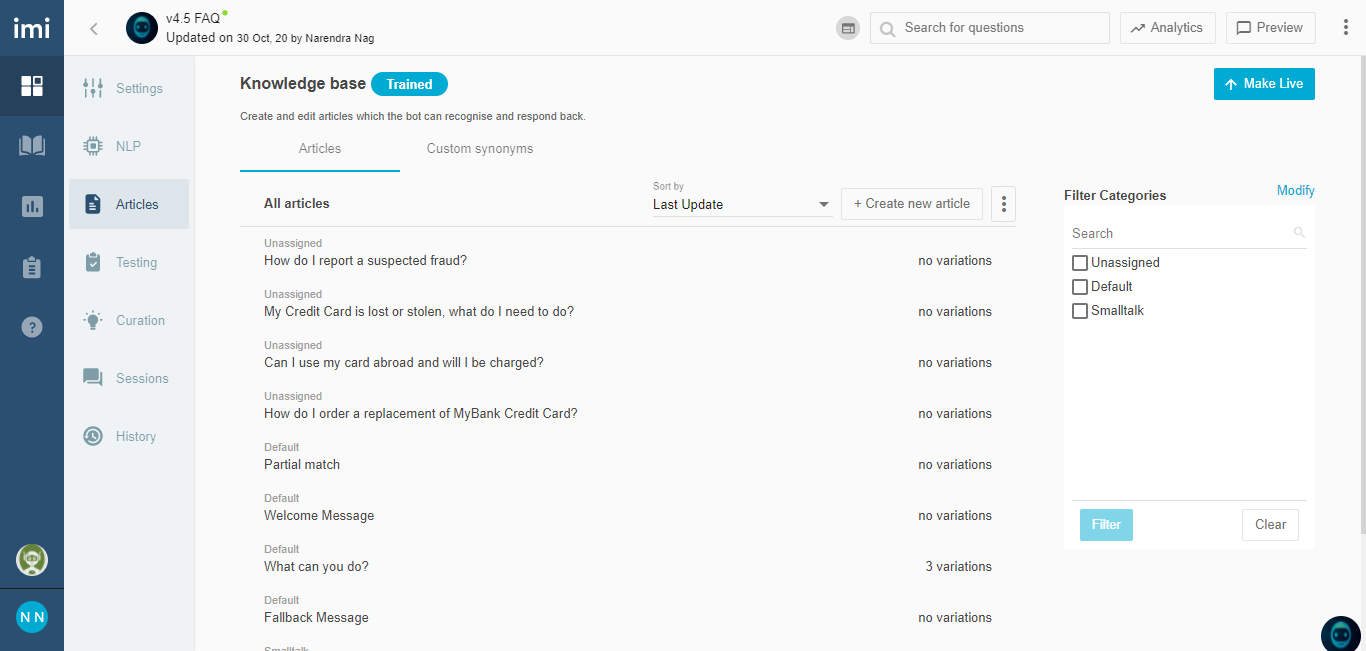 imi
v4.5 FAQ
Updated on 30 Oct, 20 by Narendra Nag
Search for questions
Analytics
Preview
Settings
NLP
Articles
Testing
Curation
Sessions
History
?
N N
Knowledge base Trained
Make Live
Create and edit articles which the bot can recognise and respond back.
Articles
Custom synonyms
All articles
Sort by
Last Update
+ Create new article
Unassigned
How do I report a suspected fraud?
no variations
Unassigned
My Credit Card is lost or stolen, what do I need to do?
no variations
Unassigned
Can I use my card abroad and will I be charged?
no variations
Unassigned
How do I order a replacement of MyBank Credit Card?
no variations
Default
Partial match
no variations
Default
Welcome Message
no variations
Default
What can you do?
3 variations
Default
Fallback Message
no variations
Smalltalk
Filter Categories
Modify
Search
Unassigned
Default
Smalltalk
Filter
Clear